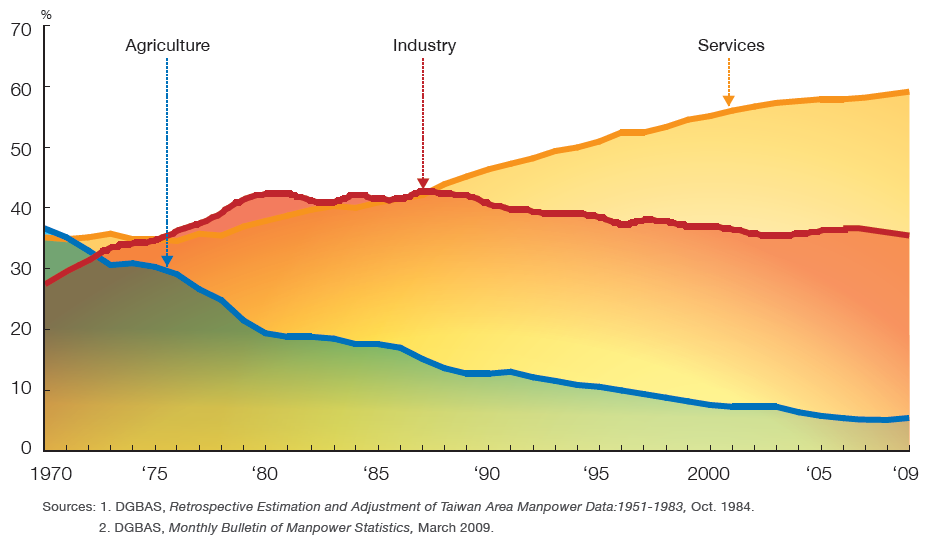 %
70
Agriculture Industry Services
60
50
40
30
20
10
0
1970 ‘75 ‘80 ‘85 ‘90 ‘95 2000 ‘05 ‘09
Sources: 1. DGBAS, Retrospective Estimation and Adjustment of Taiwan Area Manpower Data:1951-1983, Oct. 1984.
2. DGBAS, Monthly Bulletin of Manpower Statistics, March 2009.